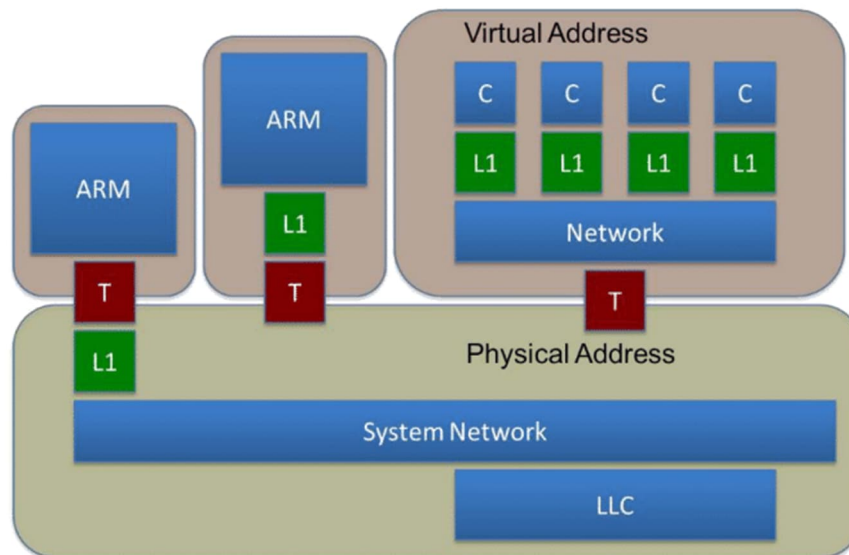 Virtual Address
C C C C
ARM
ARM
L1 L1 L1 L1
L1
Network
T T T
L1
Physical Address
System Network
LLC